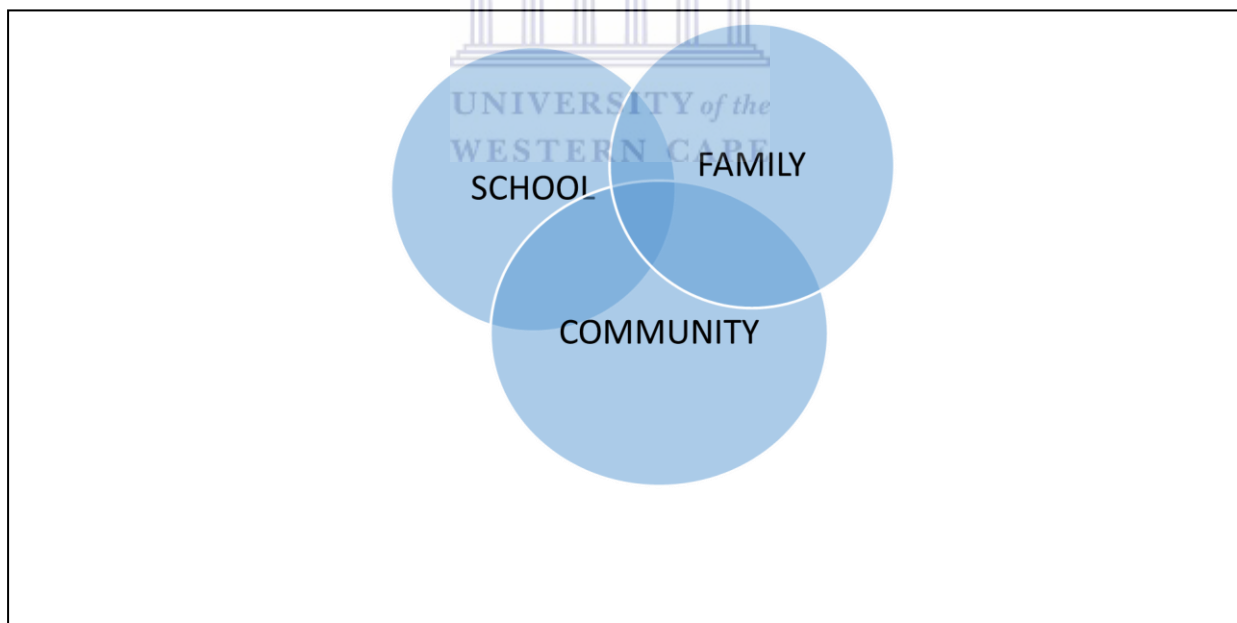 UNIVERSITY of the
WESTERN CAPE
SCHOOL
FAMILY
COMMUNITY